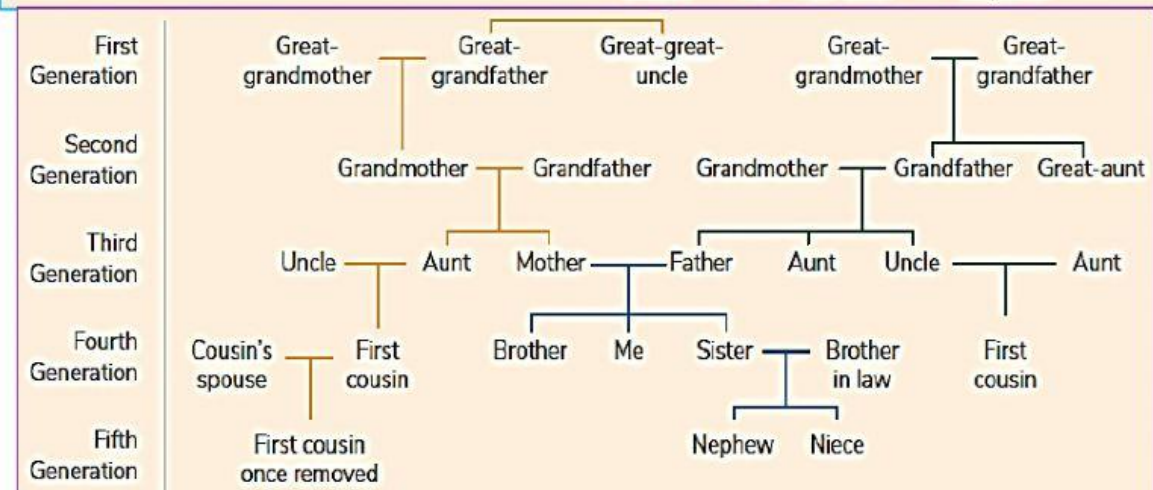 First
Generation
Great-
grandmother
Great-
grandfather
Great-great-
uncle
Great-
grandmother
Great-
grandfather
Second
Generation
Grandmother
Grandfather
Grandmother
Grandfather
Great-aunt
Third
Generation
Uncle
Aunt
Mother
Father
Aunt
Uncle
Aunt
Fourth
Generation
Cousin's
spouse
First
cousin
Brother
Me
Sister
Brother
in law
First
cousin
Fifth
Generation
First cousin
once removed
Nephew
Niece